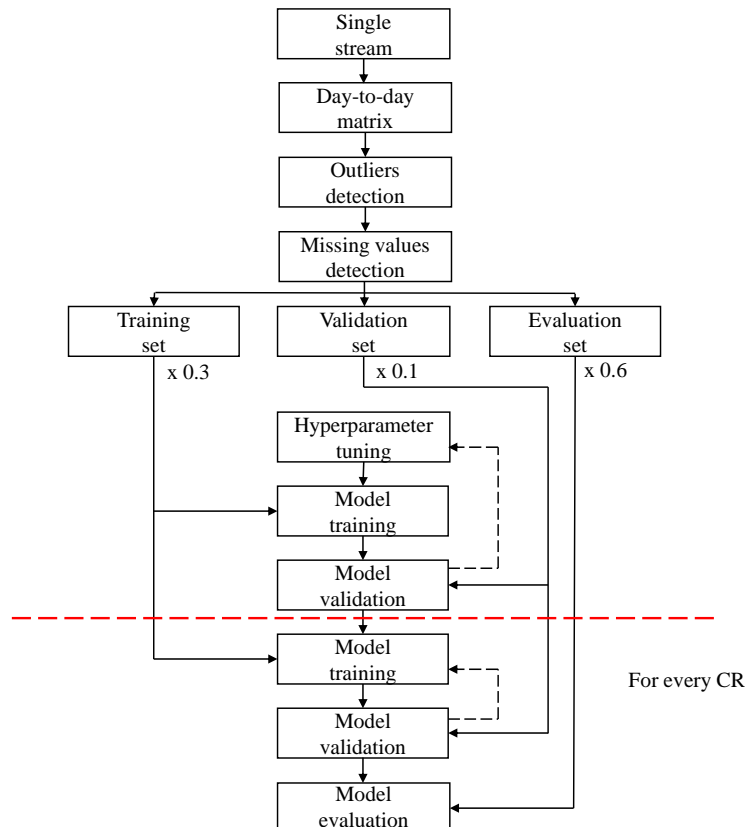 Single
stream
Day-to-day
matrix
Outliers
detection
Missing values
detection
Training
set
Validation
set
Evaluation
set
x 0.3
x 0.1
x 0.6
Hyperparameter
tuning
Model
training
Model
validation
Model
training
For every CR
Model
validation
Model
evaluation